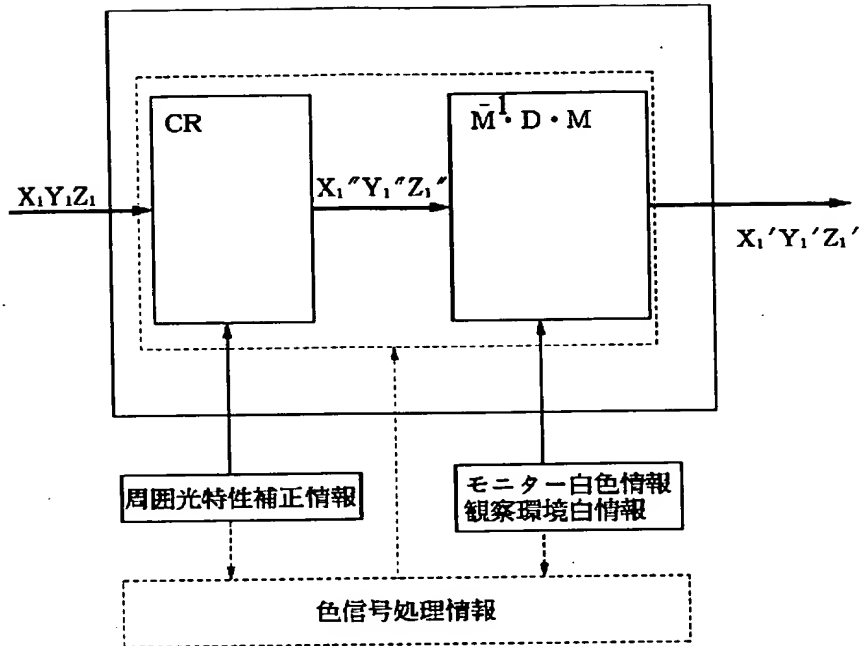 CR
M⁻¹・D・M
X₁Y₁Z₁
X₁″Y₁″Z₁″
X₁′Y₁′Z₁′
周囲光特性補正情報
モニター白色情報
観察環境白情報
色信号処理情報